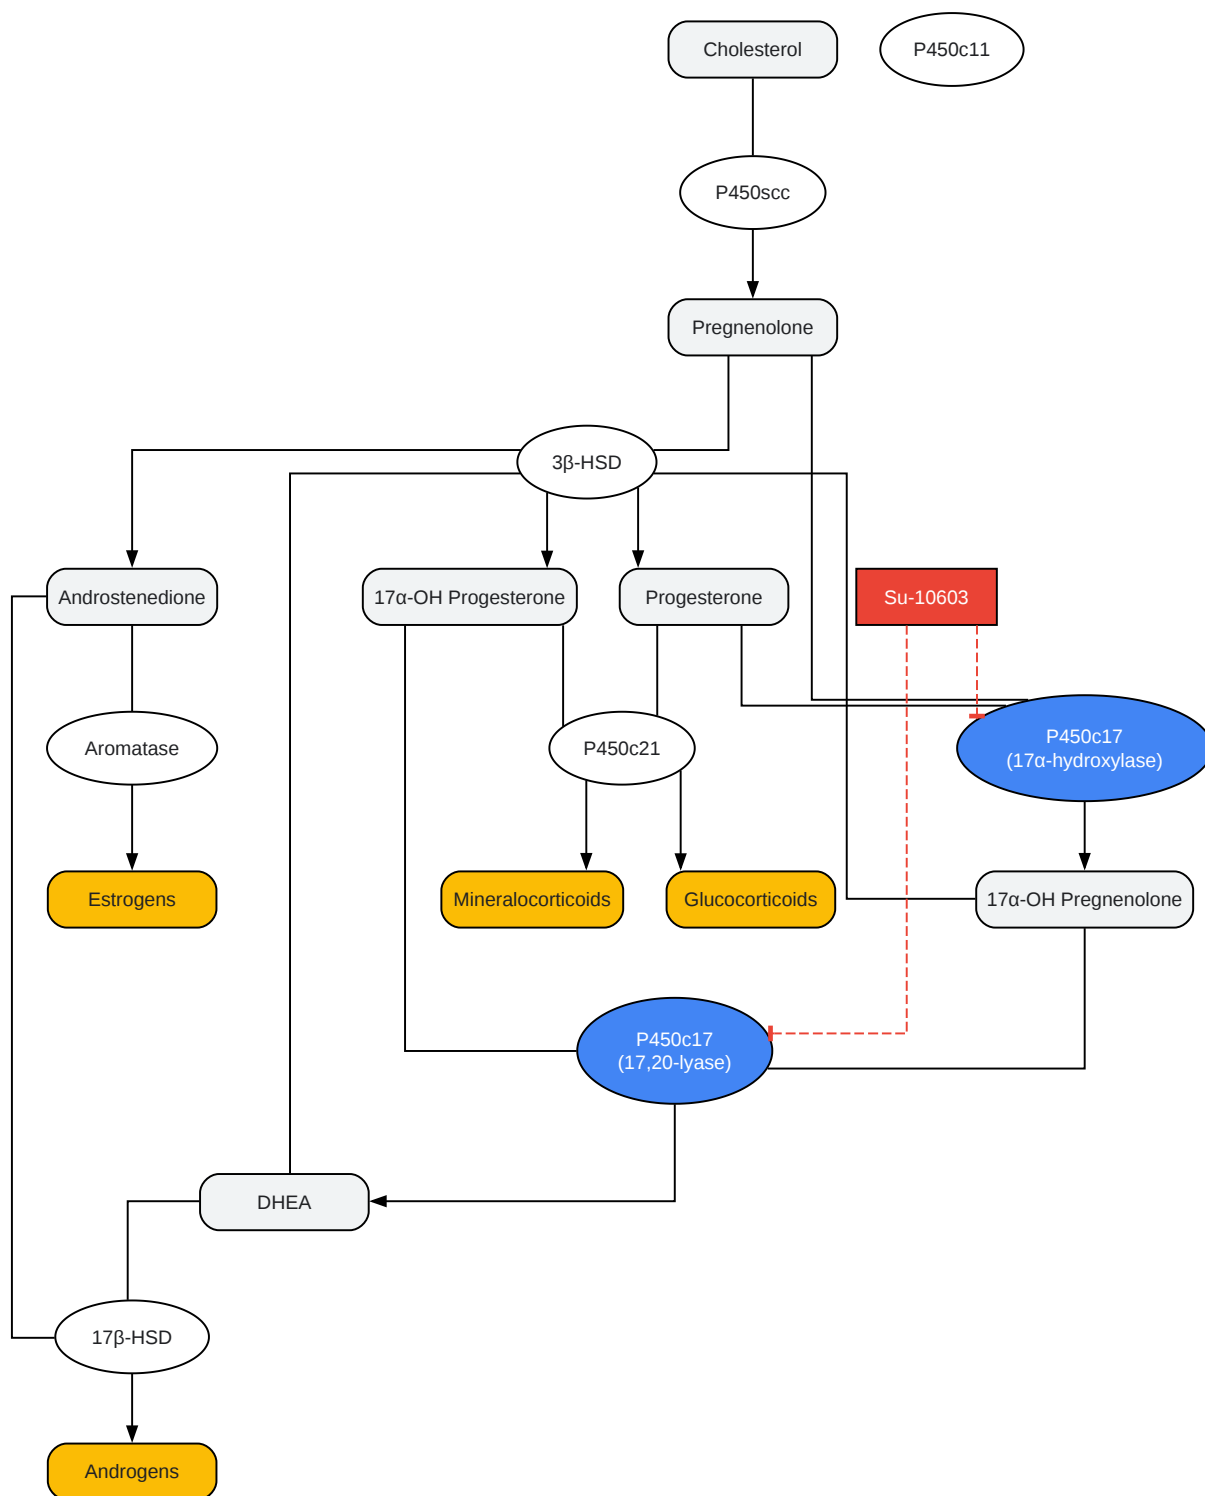 Cholesterol
P450c11
P450scc
Pregnenolone
3β-HSD
Androstenedione
17α-OH Progesterone
Progesterone
Su-10603
Aromatase
P450c21
P450c17
(17α-hydroxylase)
Estrogens
Mineralocorticoids
Glucocorticoids
17α-OH Pregnenolone
P450c17
(17,20-lyase)
DHEA
17β-HSD
Androgens